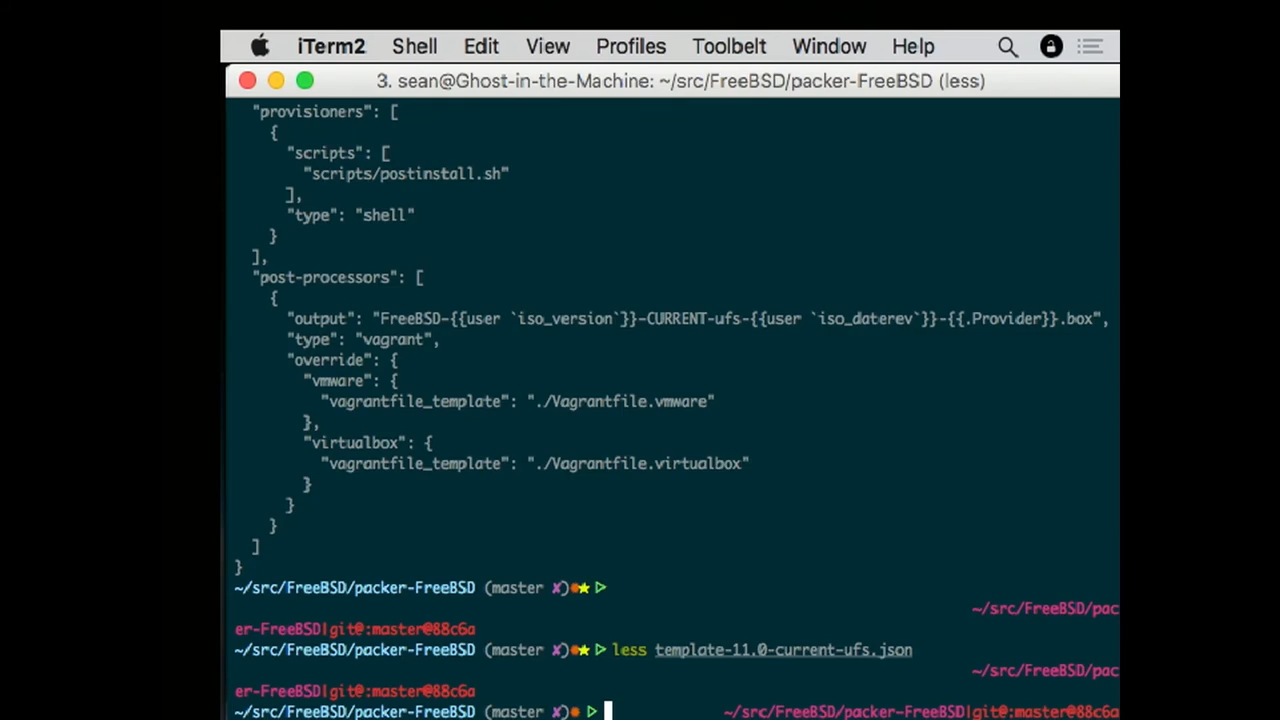 iTerm2 Shell Edit View Profiles Toolbelt Window Help
3. sean@Ghost-in-the-Machine: ~/src/FreeBSD/packer-FreeBSD (less)
"provisioners": [
{
"scripts": [
"scripts/postinstall.sh"
],
"type": "shell"
}
],
"post-processors": [
{
"output": "FreeBSD-{{user `iso_version`}}-CURRENT-ufs-{{user `iso_daterev`}}-{{.Provider}}.box",
"type": "vagrant",
"override": {
"vmware": {
"vagrantfile_template": "./Vagrantfile.vmware"
},
"virtualbox": {
"vagrantfile_template": "./Vagrantfile.virtualbox"
}
}
}
]
}
~/src/FreeBSD/packer-FreeBSD (master ✗)●★ ▷
~/src/FreeBSD/pac
er-FreeBSD|git@:master@88c6a
~/src/FreeBSD/packer-FreeBSD (master ✗)●★ ▷ less template-11.0-current-ufs.json
~/src/FreeBSD/pac
er-FreeBSD|git@:master@88c6a
~/src/FreeBSD/packer-FreeBSD (master ✗)● ▷ ~/src/FreeBSD/packer-FreeBSD|git@:master@88c6a